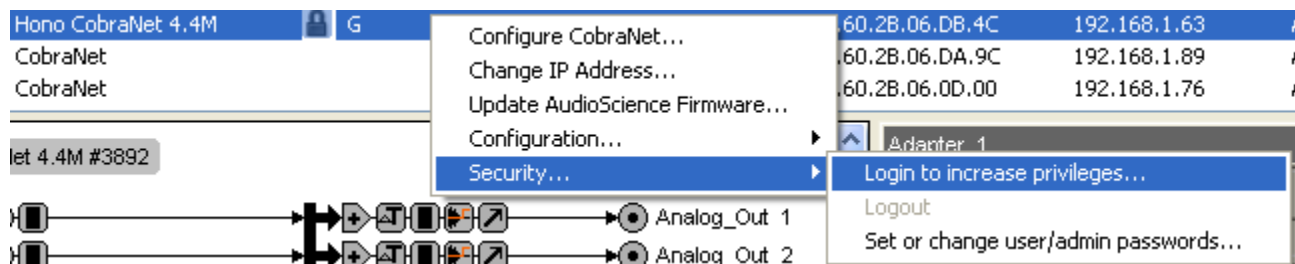 Hono CobraNet 4.4M G .60.2B.06.DB.4C 192.168.1.63
CobraNet .60.2B.06.DA.9C 192.168.1.89
CobraNet .60.2B.06.0D.00 192.168.1.76
Configure CobraNet...
Change IP Address...
Update AudioScience Firmware...
Configuration...
Security...
Adapter_1
let 4.4M #3892
Login to increase privileges...
Logout
Set or change user/admin passwords...
Analog_Out 1
Analog_Out 2